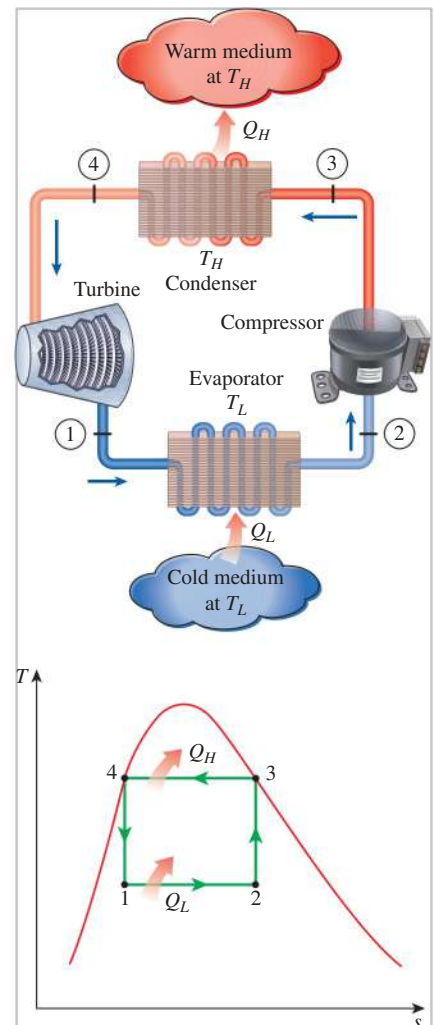 Warm medium
at T_H
Q_H
4
3
T_H
Condenser
Turbine
Compressor
Evaporator
T_L
1
2
Q_L
Cold medium
at T_L
T
4
Q_H
3
1
Q_L
2
s